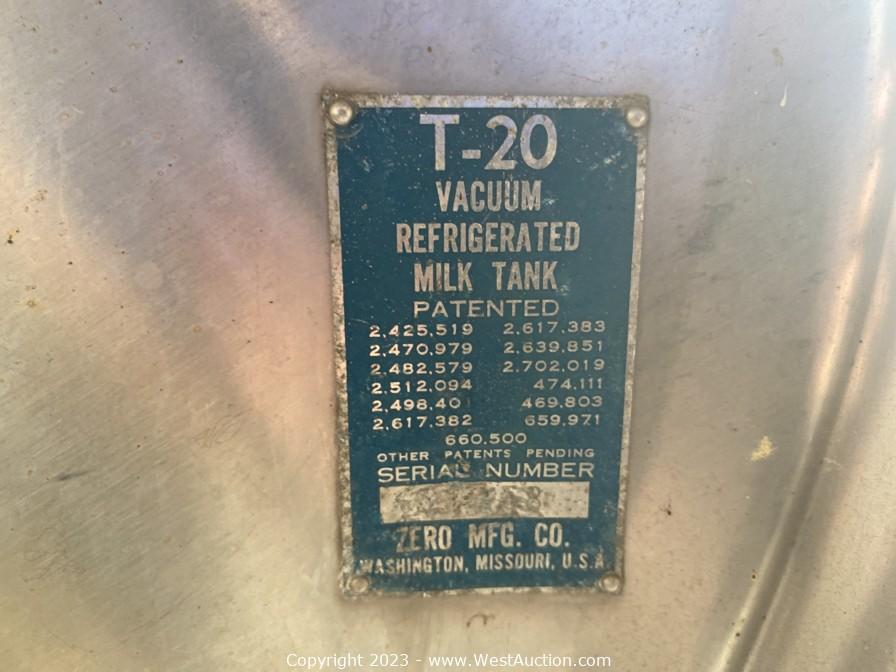 T-20
VACUUM
REFRIGERATED
MILK TANK
PATENTED
2,425,519 2,617,383
2,470,979 2,639,851
2,482,579 2,702,019
2,512,094 474,111
2,498,401 469,803
2,617,382 659,971
660,500
OTHER PATENTS PENDING
SERIAL NUMBER
ZERO MFG. CO.
WASHINGTON, MISSOURI, U.S.A.
Copyright 2023 - www.WestAuction.com